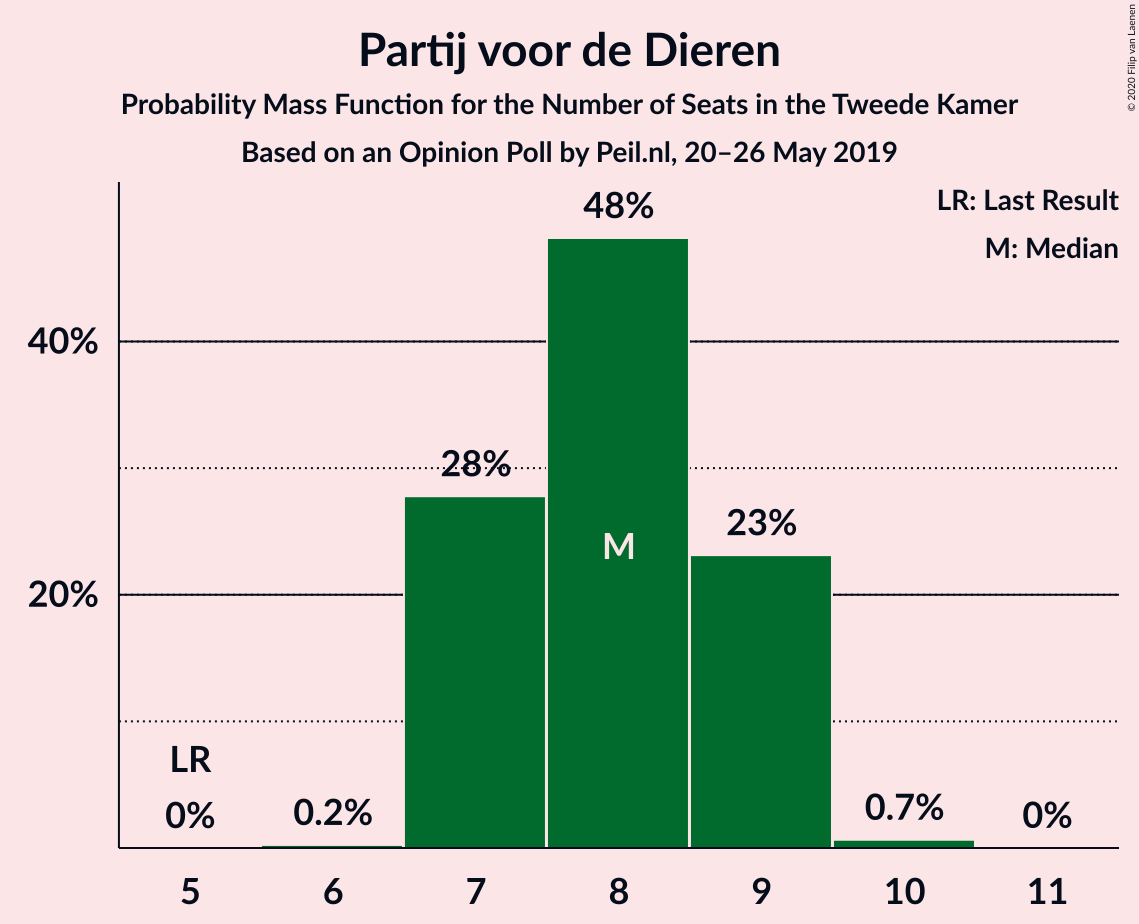 Partij voor de Dieren
Probability Mass Function for the Number of Seats in the Tweede Kamer
Based on an Opinion Poll by Peil.nl, 20–26 May 2019
© 2020 Filip van Laenen
LR: Last Result
M: Median
48%
40%
28%
23%
M
20%
LR
0%
0.2%
0.7%
0%
5 6 7 8 9 10 11